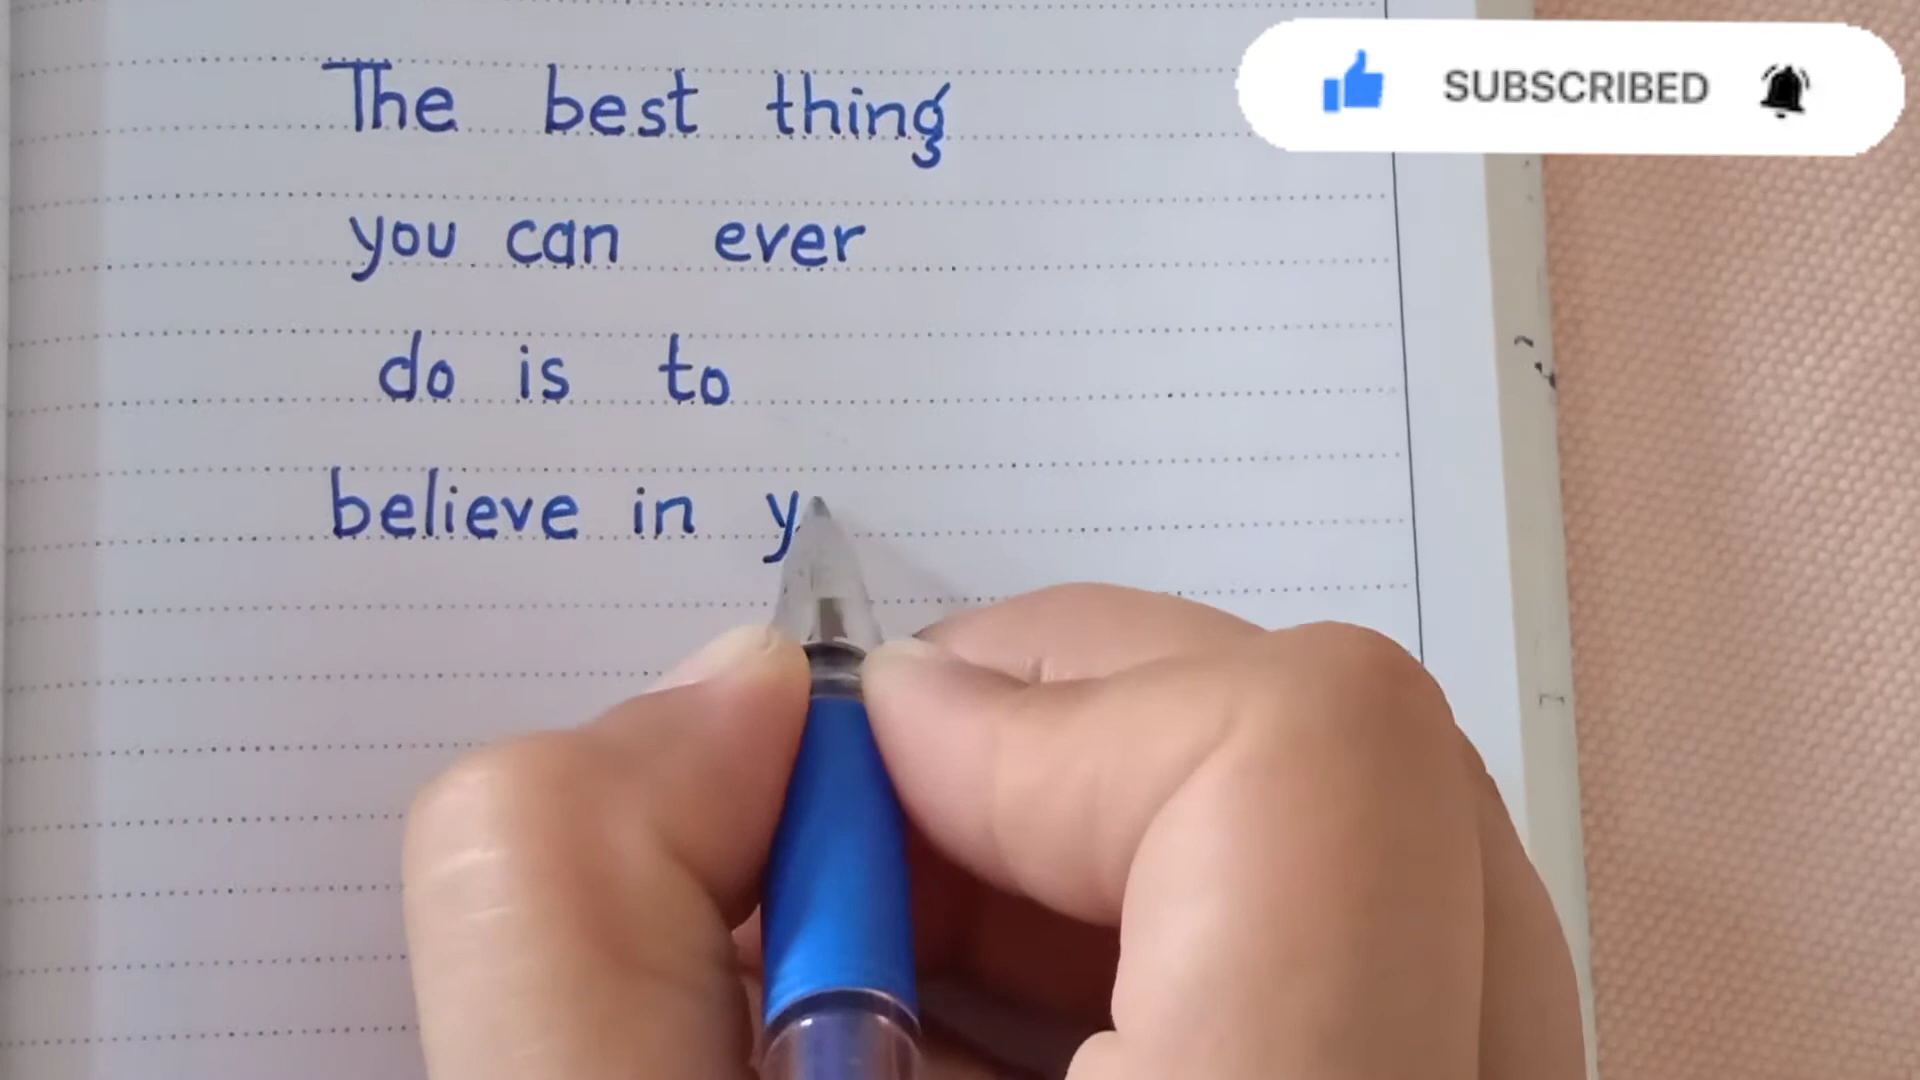 The best thing
SUBSCRIBED
you can ever
do is to
believe in y